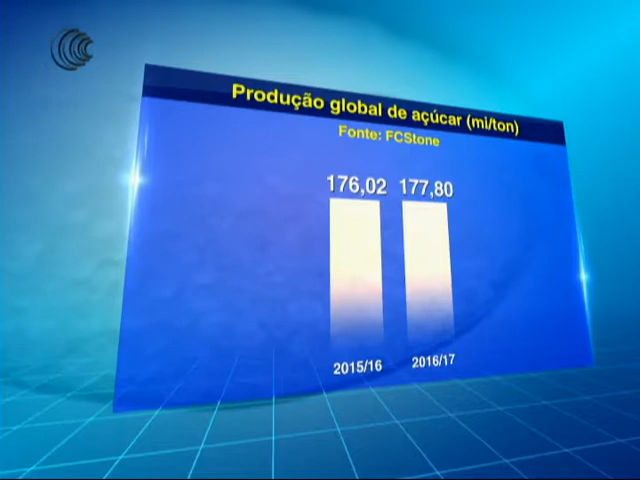 Produção global de açúcar (mi/ton)
Fonte: FCStone
176,02 177,80
2015/16 2016/17